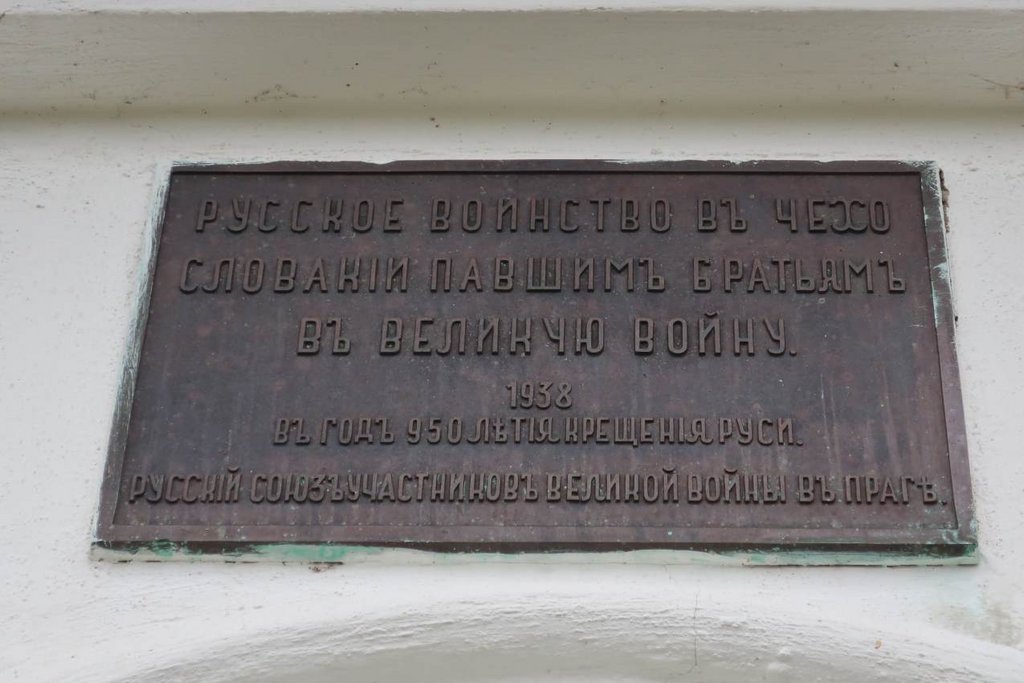 РУССКОЕ ВОИНСТВО ВЪ ЧЕХО
СЛОВАКІИ ПАВШИМЪ БРАТЬЯМЪ
ВЪ ВЕЛИКУЮ ВОЙНУ.
1938
ВЪ ГОДЪ 950 ЛѢТІЯ КРЕЩЕНІЯ РУСИ.
РУССКІЙ СОЮЗЪ УЧАСТНИКОВЪ ВЕЛИКОЙ ВОЙНЫ ВЪ ПРАГѢ.